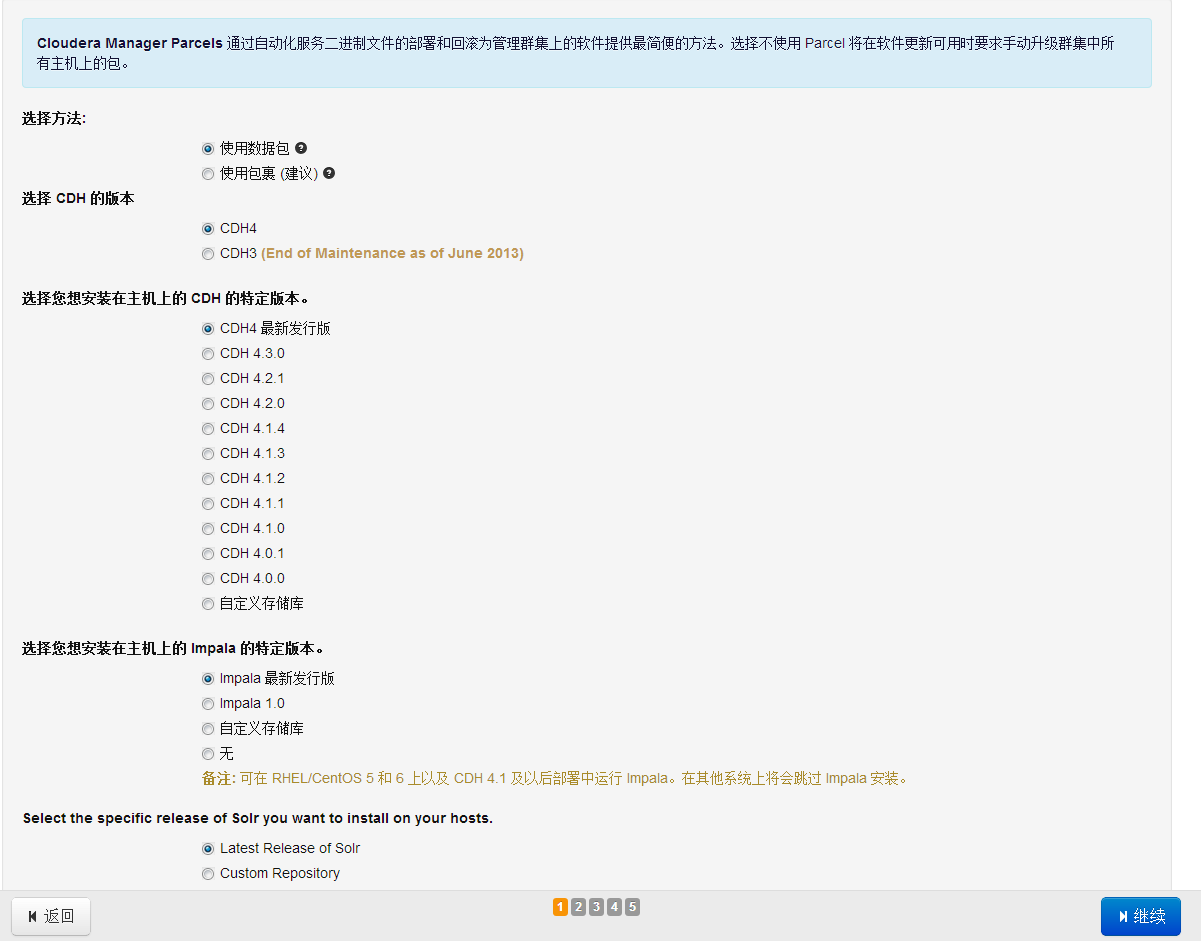 Cloudera Manager Parcels 通过自动化服务二进制文件的部署和回滚为管理群集上的软件提供最简便的方法。选择不使用 Parcel 将在软件更新可用时要求手动升级群集中所
有主机上的包。
选择方法:
使用数据包 ?
使用包裹 (建议) ?
选择 CDH 的版本
CDH4
CDH3 (End of Maintenance as of June 2013)
选择您想安装在主机上的 CDH 的特定版本。
CDH4 最新发行版
CDH 4.3.0
CDH 4.2.1
CDH 4.2.0
CDH 4.1.4
CDH 4.1.3
CDH 4.1.2
CDH 4.1.1
CDH 4.1.0
CDH 4.0.1
CDH 4.0.0
自定义存储库
选择您想安装在主机上的 Impala 的特定版本。
Impala 最新发行版
Impala 1.0
自定义存储库
无
备注: 可在 RHEL/CentOS 5 和 6 上以及 CDH 4.1 及以后部署中运行 Impala。在其他系统上将会跳过 Impala 安装。
Select the specific release of Solr you want to install on your hosts.
Latest Release of Solr
Custom Repository
返回
1 2 3 4 5
继续